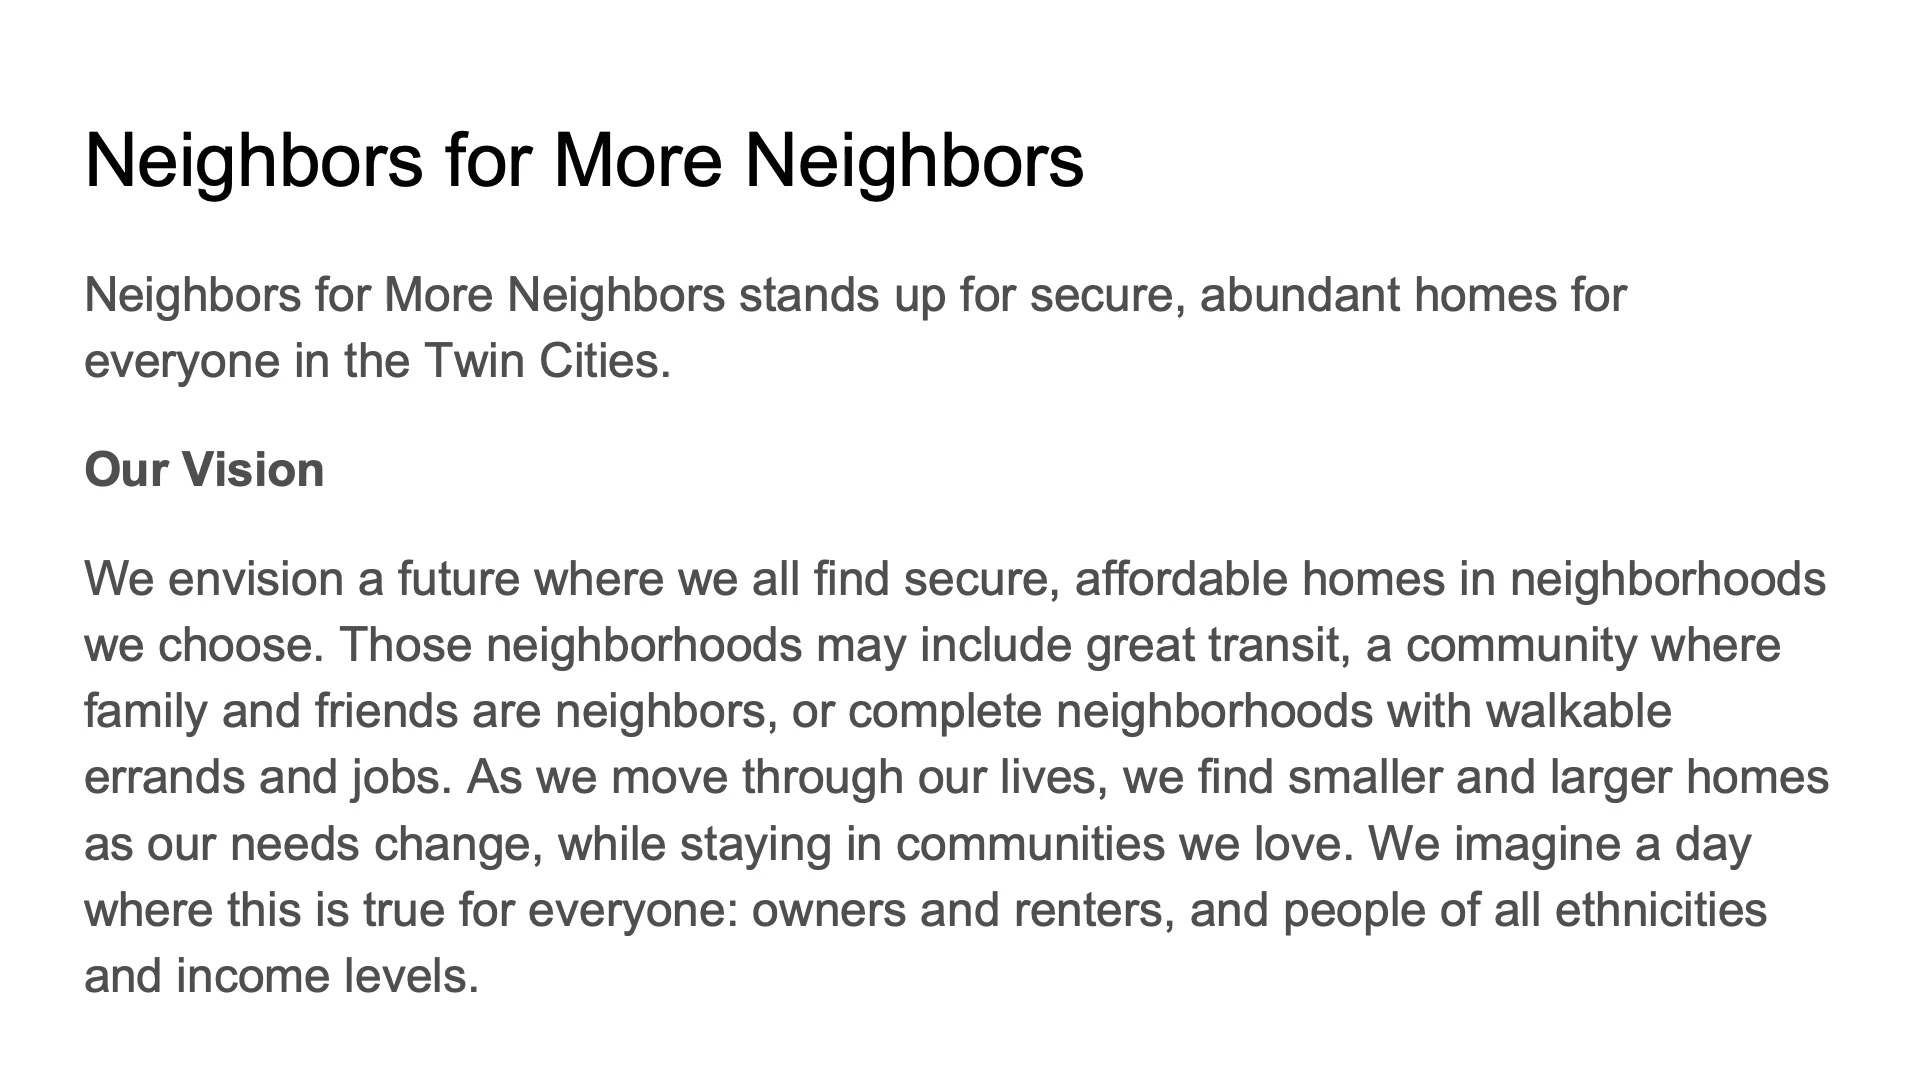 Neighbors for More Neighbors
Neighbors for More Neighbors stands up for secure, abundant homes for
everyone in the Twin Cities.
Our Vision
We envision a future where we all find secure, affordable homes in neighborhoods
we choose. Those neighborhoods may include great transit, a community where
family and friends are neighbors, or complete neighborhoods with walkable
errands and jobs. As we move through our lives, we find smaller and larger homes
as our needs change, while staying in communities we love. We imagine a day
where this is true for everyone: owners and renters, and people of all ethnicities
and income levels.